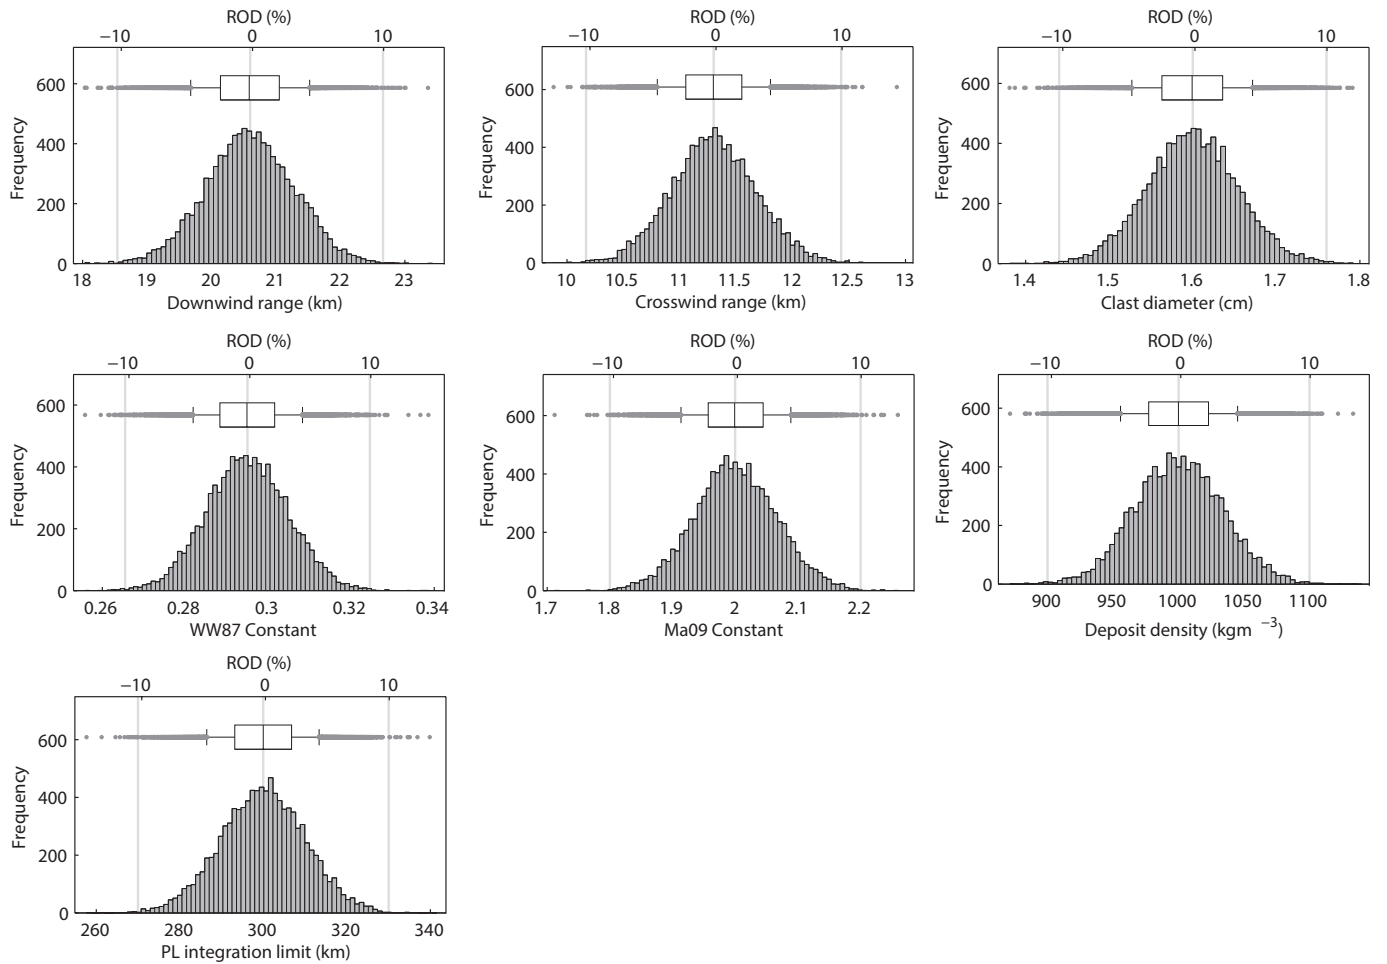 ROD (%)
−10 0 10
Frequency
600
400
200
0
18 19 20 21 22 23
Downwind range (km)
ROD (%)
−10 0 10
Frequency
600
400
200
0
10 10.5 11 11.5 12 12.5 13
Crosswind range (km)
ROD (%)
−10 0 10
Frequency
600
400
200
0
1.4 1.5 1.6 1.7 1.8
Clast diameter (cm)
ROD (%)
−10 0 10
Frequency
600
400
200
0
0.26 0.28 0.3 0.32 0.34
WW87 Constant
ROD (%)
−10 0 10
Frequency
600
400
200
0
1.7 1.8 1.9 2 2.1 2.2
Ma09 Constant
ROD (%)
−10 0 10
Frequency
600
400
200
0
900 950 1000 1050 1100
Deposit density (kgm −3)
ROD (%)
−10 0 10
Frequency
600
400
200
0
260 280 300 320 340
PL integration limit (km)